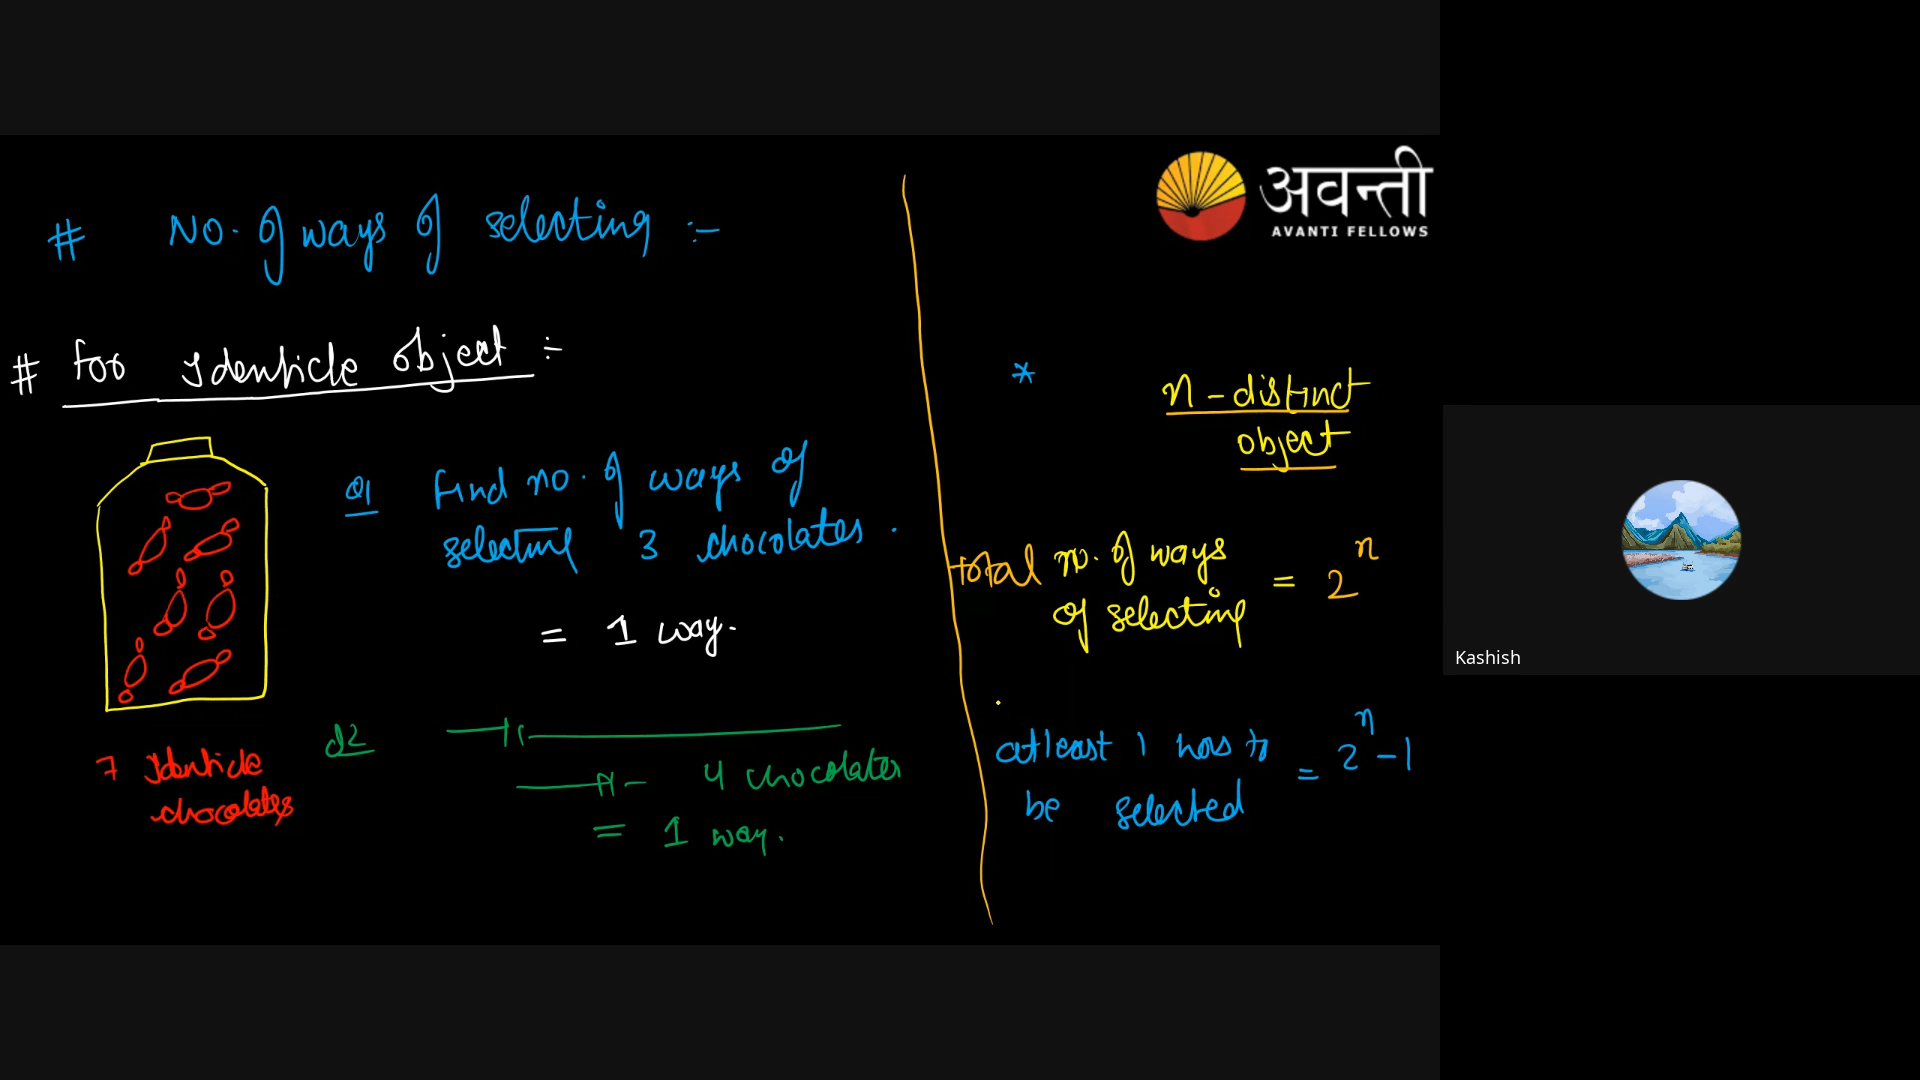 # No. of ways of selecting :-
# for Identicle object :-
Q1 Find no. of ways of
selecting 3 chocolates.
= 1 way.
7 Identicle
chocolates
Q2
4 chocolates
= 1 way.
अवन्ती
AVANTI FELLOWS
*
n - distinct
object
total no. of ways
of selecting = 2^n
atleast 1 has to
be selected = 2^n - 1
Kashish